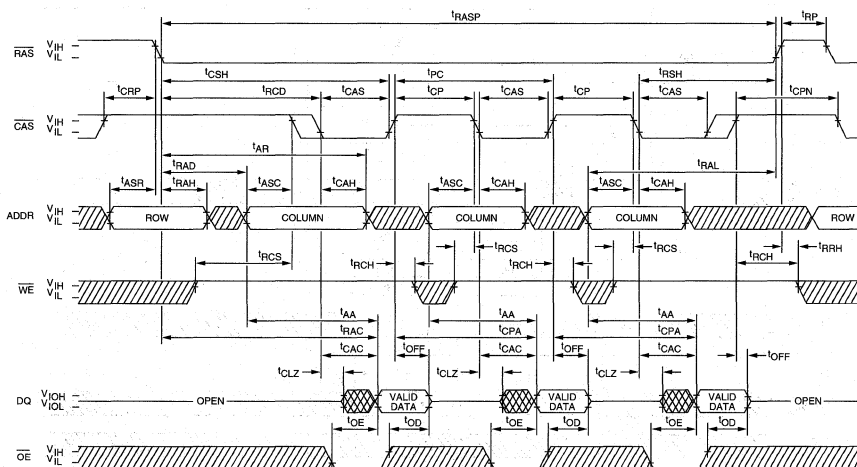 tRASP tRP
RAS VIH
VIL
tCSH tPC tRSH
tCRP tRCD tCAS tCP tCAS tCP tCAS tCPN
CAS VIH
VIL
tAR
tRAD tRAL
tASR tRAH tASC tCAH tASC tCAH tASC tCAH
ADDR VIH
VIL
ROW COLUMN COLUMN COLUMN ROW
tRCS tRCH tRCS tRCH tRCS tRCH tRRH
WE VIH
VIL
tAA tAA tAA
tRAC tCPA tCPA
tCAC tOFF tCAC tOFF tCAC tOFF
tCLZ tCLZ tCLZ
DQ VIOH
VIOL
OPEN VALID DATA VALID DATA VALID DATA OPEN
tOE tOD tOE tOD tOE tOD
OE VIH
VIL